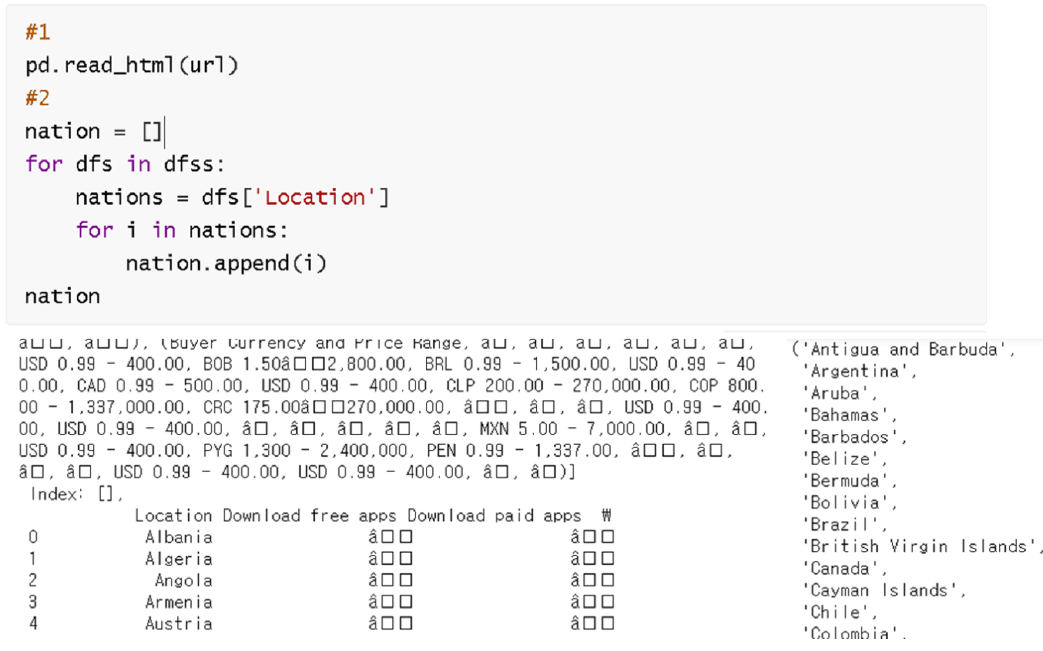 #1
pd.read_html(url)
#2
nation = []
for dfs in dfss:
    nations = dfs['Location']
    for i in nations:
        nation.append(i)
nation
â□□, â□□), (Buyer Currency and Price Range, â□, â□, â□, â□, â□, â□,
USD 0.99 - 400.00, BOB 1.50â□□2,800.00, BRL 0.99 - 1,500.00, USD 0.99 - 40
0.00, CAD 0.99 - 500.00, USD 0.99 - 400.00, CLP 200.00 - 270,000.00, COP 800.
00 - 1,337,000.00, CRC 175.00â□□270,000.00, â□□, â□, â□, USD 0.99 - 400.
00, USD 0.99 - 400.00, â□, â□, â□, â□, â□, MXN 5.00 - 7,000.00, â□, â□,
USD 0.99 - 400.00, PYG 1,300 - 2,400,000, PEN 0.99 - 1,337.00, â□□, â□,
â□, â□, USD 0.99 - 400.00, USD 0.99 - 400.00, â□, â□)]
Index: [],
Location Download free apps Download paid apps ₩
0 Albania â□□ â□□
1 Algeria â□□ â□□
2 Angola â□□ â□□
3 Armenia â□□ â□□
4 Austria â□□ â□□
('Antigua and Barbuda',
'Argentina',
'Aruba',
'Bahamas',
'Barbados',
'Belize',
'Bermuda',
'Bolivia',
'Brazil',
'British Virgin Islands',
'Canada',
'Cayman Islands',
'Chile',
'Colombia',